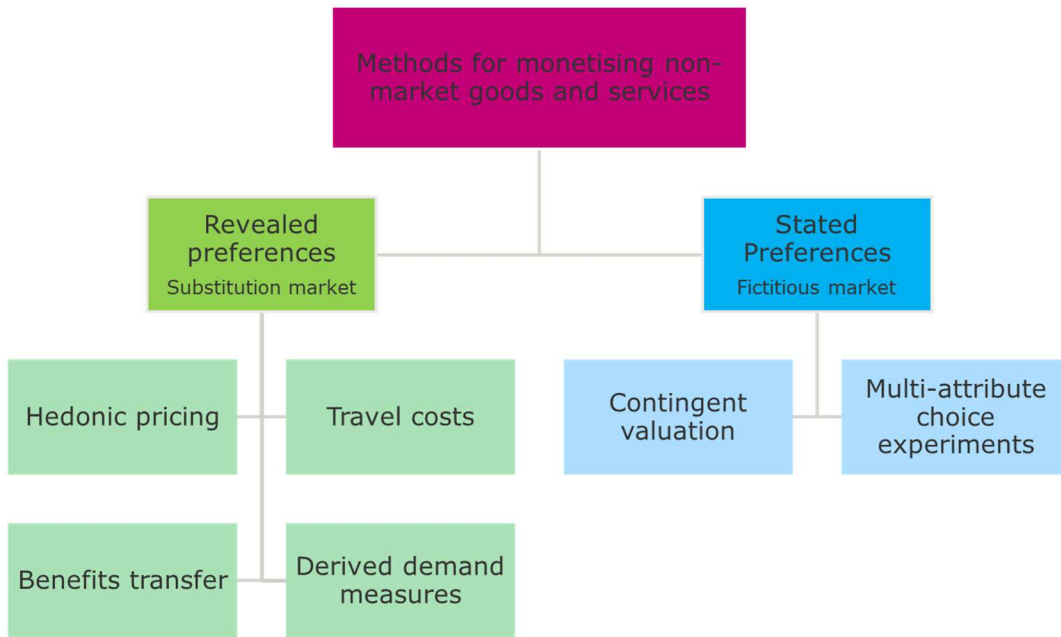 Methods for monetising non-
market goods and services
Revealed
preferences
Substitution market
Stated
Preferences
Fictitious market
Hedonic pricing
Travel costs
Contingent
valuation
Multi-attribute
choice
experiments
Benefits transfer
Derived demand
measures